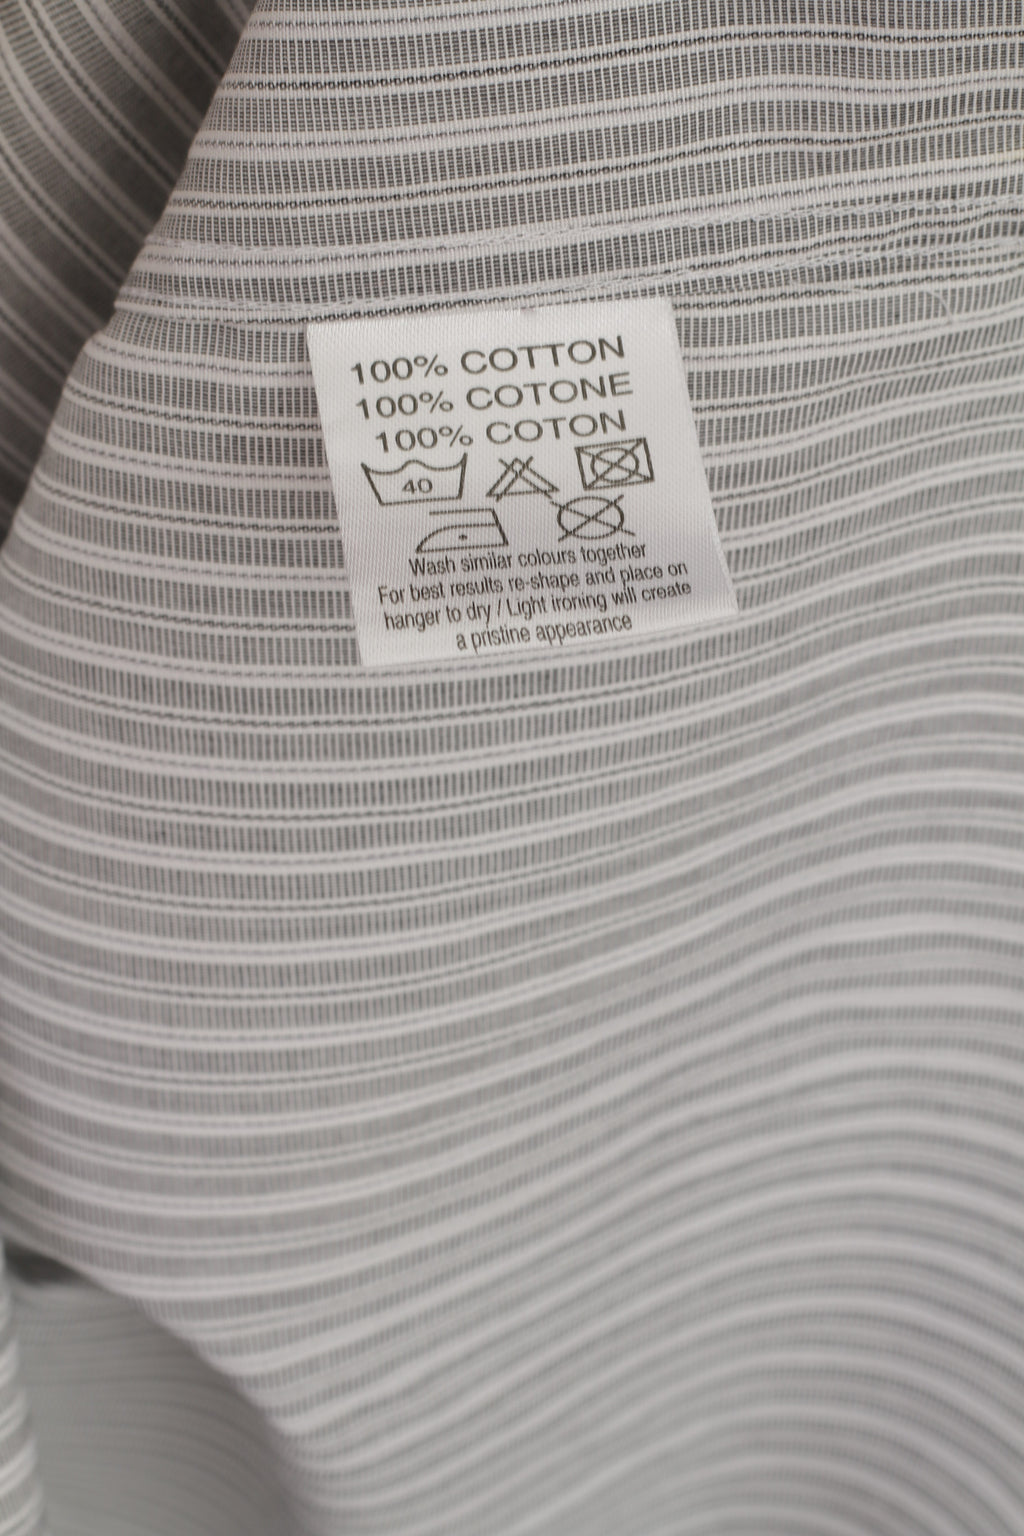 100% COTTON
100% COTONE
100% COTON
40
Wash similar colours together
For best results re-shape and place on
hanger to dry / Light ironing will create
a pristine appearance